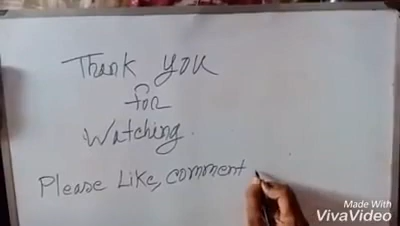 Thank you
for
Watching.
Please Like, comment
Made With
VivaVideo